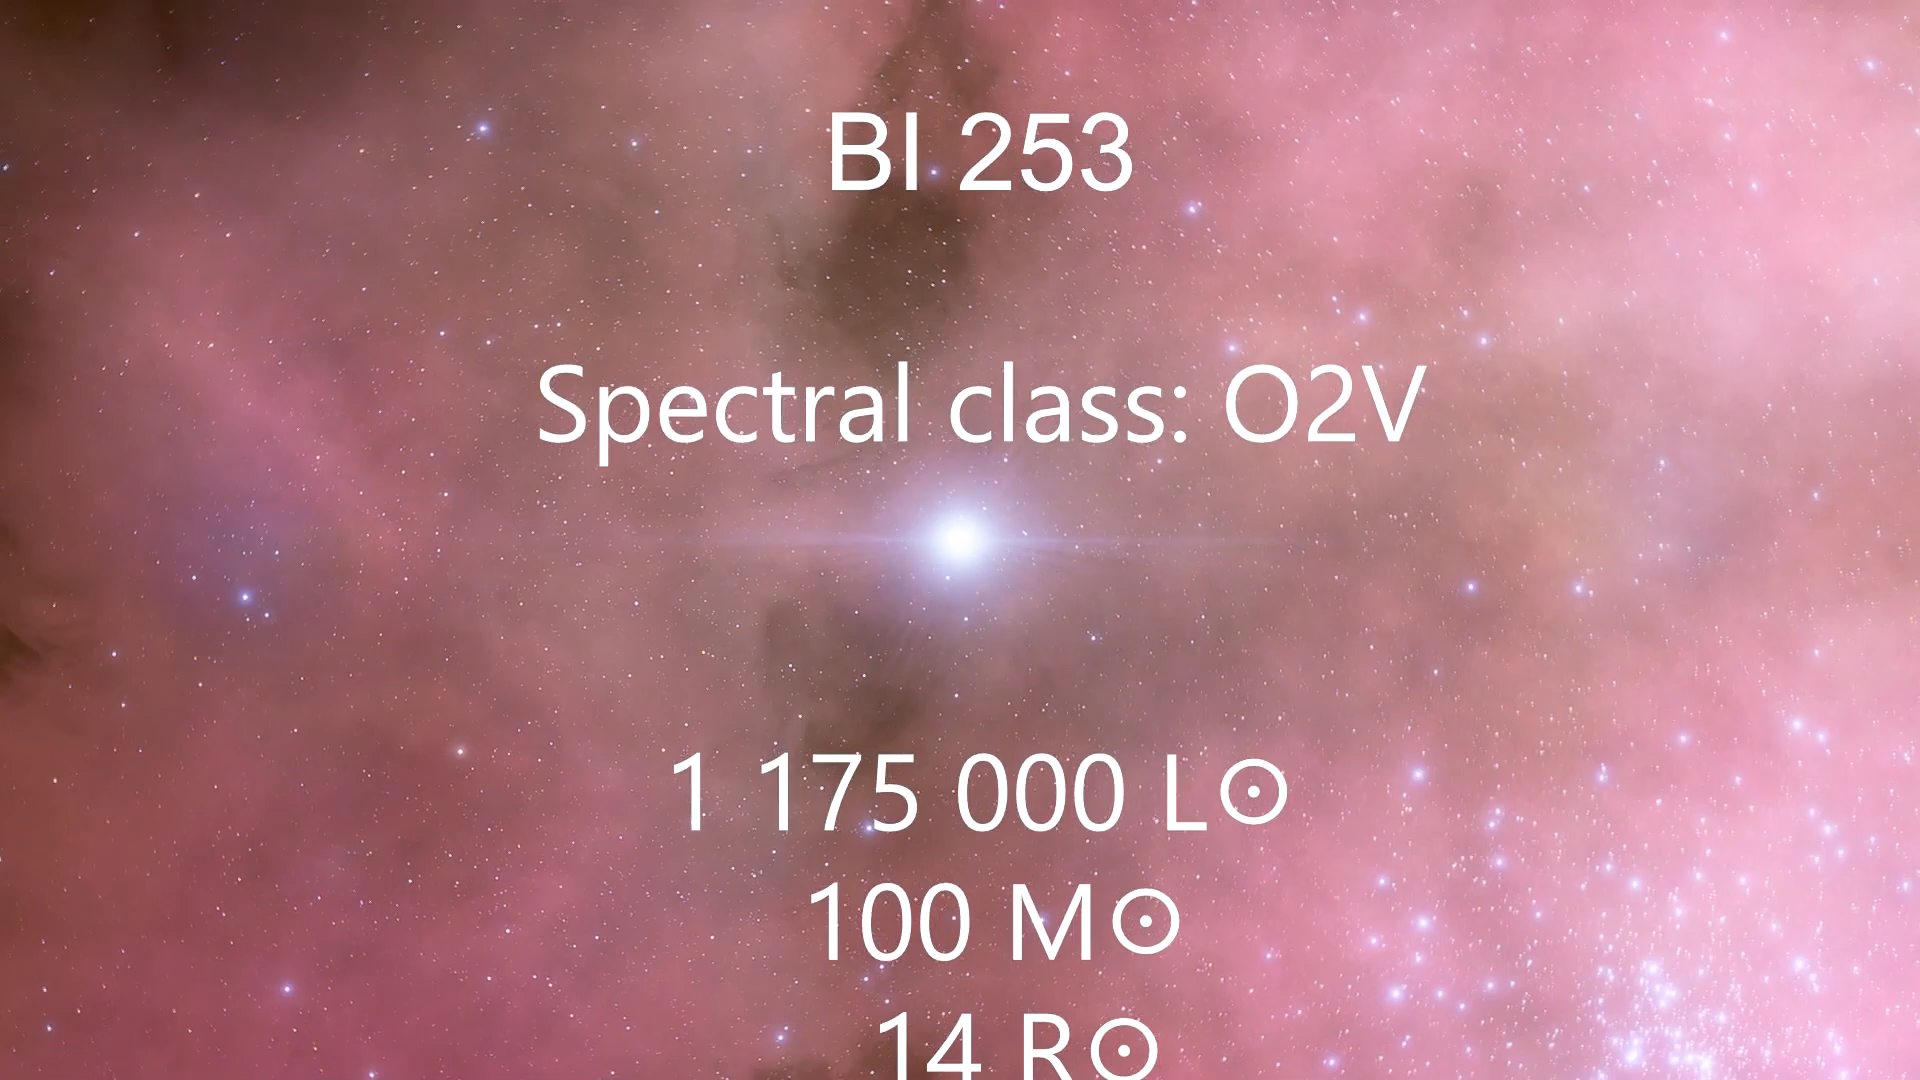 BI 253
Spectral class: O2V
1 175 000 L☉
100 M☉
14 R☉